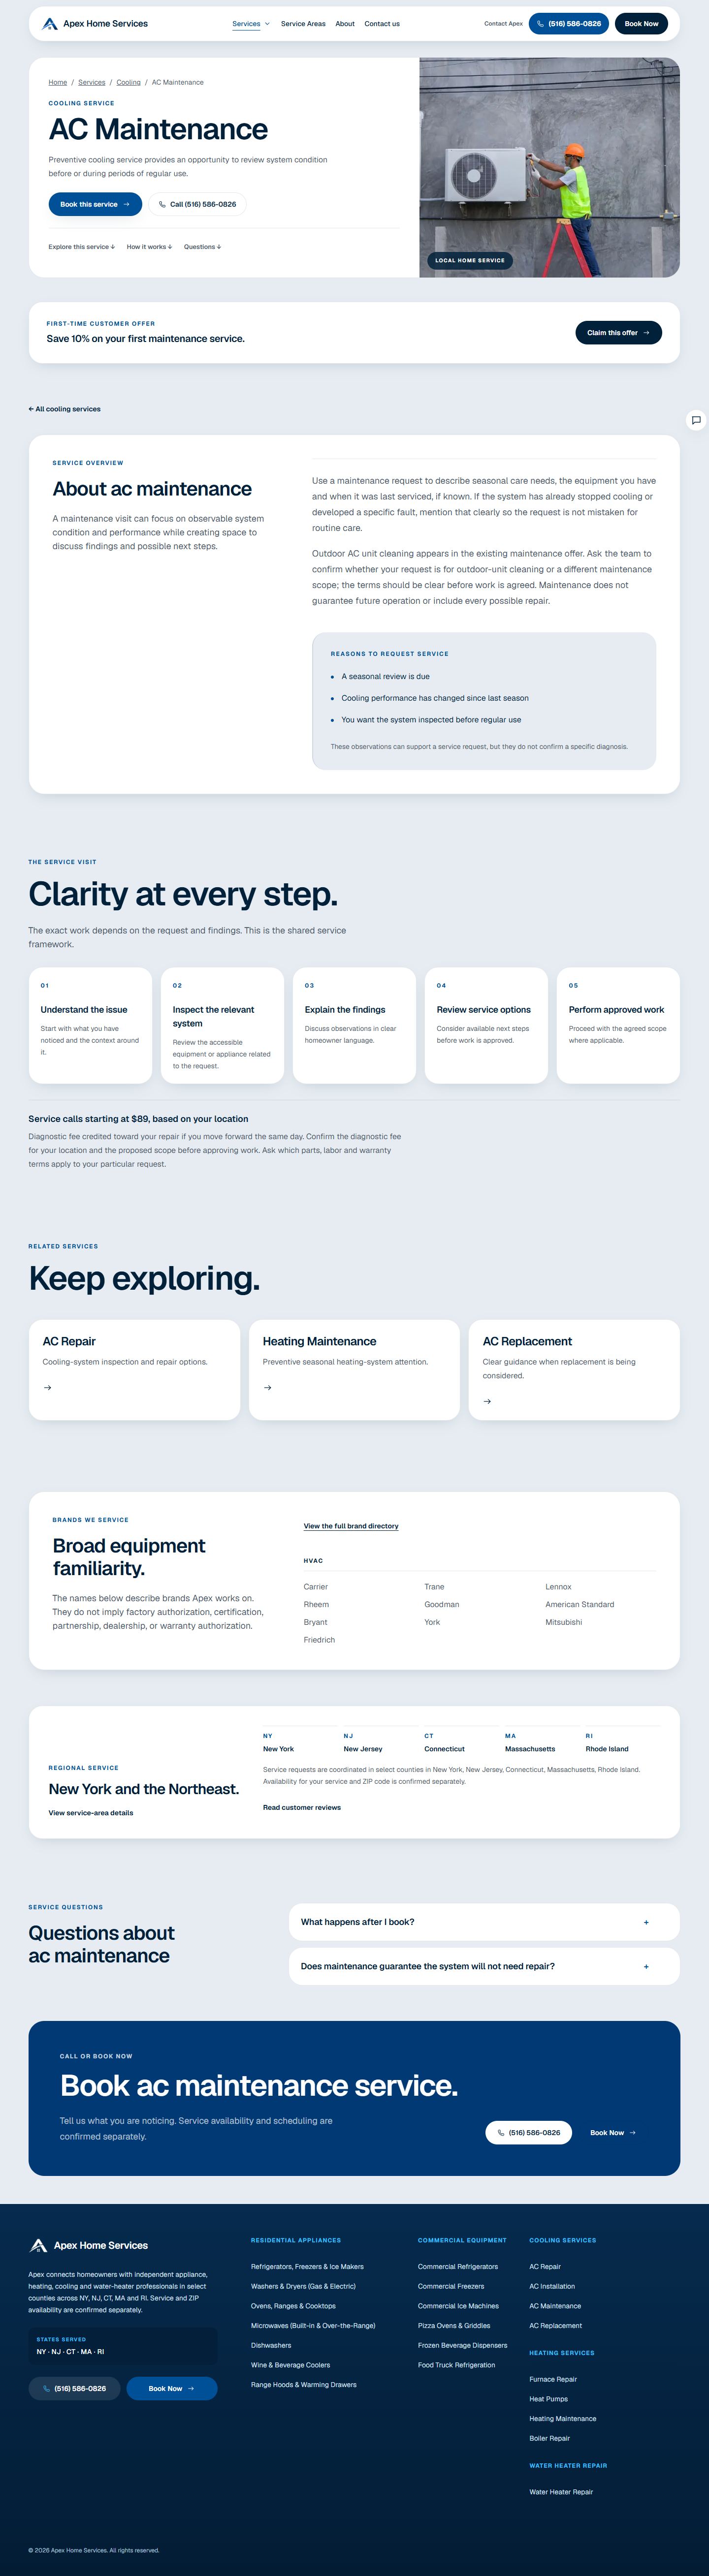 Apex Home Services
Services
Service Areas
About
Contact us
Contact Apex
(516) 586-0826
Book Now
Home / Services / Cooling / AC Maintenance
COOLING SERVICE
AC Maintenance
Preventive cooling service provides an opportunity to review system condition
before or during periods of regular use.
Book this service →
Call (516) 586-0826
Explore this service ↓
How it works ↓
Questions ↓
LOCAL HOME SERVICE
FIRST-TIME CUSTOMER OFFER
Save 10% on your first maintenance service.
Claim this offer →
← All cooling services
SERVICE OVERVIEW
About ac maintenance
A maintenance visit can focus on observable system
condition and performance while creating space to
discuss findings and possible next steps.
Use a maintenance request to describe seasonal care needs, the equipment you have
and when it was last serviced, if known. If the system has already stopped cooling or
developed a specific fault, mention that clearly so the request is not mistaken for
routine care.
Outdoor AC unit cleaning appears in the existing maintenance offer. Ask the team to
confirm whether your request is for outdoor-unit cleaning or a different maintenance
scope; the terms should be clear before work is agreed. Maintenance does not
guarantee future operation or include every possible repair.
REASONS TO REQUEST SERVICE
• A seasonal review is due
• Cooling performance has changed since last season
• You want the system inspected before regular use
These observations can support a service request, but they do not confirm a specific diagnosis.
THE SERVICE VISIT
Clarity at every step.
The exact work depends on the request and findings. This is the shared service
framework.
01
Understand the issue
Start with what you have
noticed and the context around
it.
02
Inspect the relevant
system
Review the accessible
equipment or appliance related
to the request.
03
Explain the findings
Discuss observations in clear
homeowner language.
04
Review service options
Consider available next steps
before work is approved.
05
Perform approved work
Proceed with the agreed scope
where applicable.
Service calls starting at $89, based on your location
Diagnostic fee credited toward your repair if you move forward the same day. Confirm the diagnostic fee
for your location and the proposed scope before approving work. Ask which parts, labor and warranty
terms apply to your particular request.
RELATED SERVICES
Keep exploring.
AC Repair
Cooling-system inspection and repair options.
→
Heating Maintenance
Preventive seasonal heating-system attention.
→
AC Replacement
Clear guidance when replacement is being
considered.
→
BRANDS WE SERVICE
Broad equipment
familiarity.
The names below describe brands Apex works on.
They do not imply factory authorization, certification,
partnership, dealership, or warranty authorization.
View the full brand directory
HVAC
Carrier
Trane
Lennox
Rheem
Goodman
American Standard
Bryant
York
Mitsubishi
Friedrich
REGIONAL SERVICE
New York and the Northeast.
View service-area details
NY
New York
NJ
New Jersey
CT
Connecticut
MA
Massachusetts
RI
Rhode Island
Service requests are coordinated in select counties in New York, New Jersey, Connecticut, Massachusetts, Rhode Island.
Availability for your service and ZIP code is confirmed separately.
Read customer reviews
SERVICE QUESTIONS
Questions about
ac maintenance
What happens after I book? +
Does maintenance guarantee the system will not need repair? +
CALL OR BOOK NOW
Book ac maintenance service.
Tell us what you are noticing. Service availability and scheduling are
confirmed separately.
(516) 586-0826
Book Now →
Apex Home Services
Apex connects homeowners with independent appliance,
heating, cooling and water-heater professionals in select
counties across NY, NJ, CT, MA and RI. Service and ZIP
availability are confirmed separately.
STATES SERVED
NY · NJ · CT · MA · RI
(516) 586-0826
Book Now →
RESIDENTIAL APPLIANCES
Refrigerators, Freezers & Ice Makers
Washers & Dryers (Gas & Electric)
Ovens, Ranges & Cooktops
Microwaves (Built-in & Over-the-Range)
Dishwashers
Wine & Beverage Coolers
Range Hoods & Warming Drawers
COMMERCIAL EQUIPMENT
Commercial Refrigerators
Commercial Freezers
Commercial Ice Machines
Pizza Ovens & Griddles
Frozen Beverage Dispensers
Food Truck Refrigeration
COOLING SERVICES
AC Repair
AC Installation
AC Maintenance
AC Replacement
HEATING SERVICES
Furnace Repair
Heat Pumps
Heating Maintenance
Boiler Repair
WATER HEATER REPAIR
Water Heater Repair
© 2026 Apex Home Services. All rights reserved.